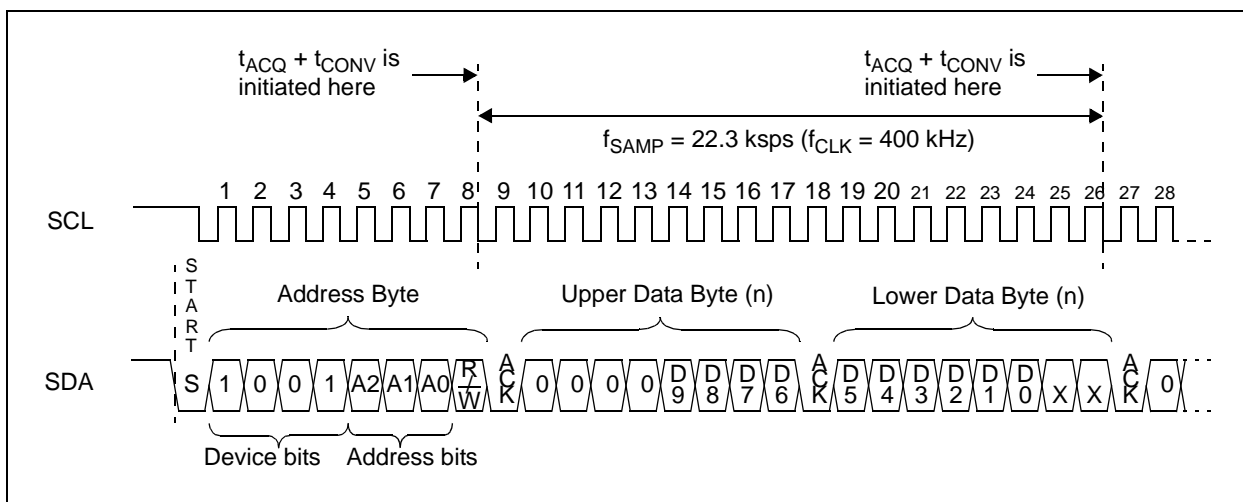 tACQ + tCONV is
initiated here
tACQ + tCONV is
initiated here
fSAMP = 22.3 ksps (fCLK = 400 kHz)
1 2 3 4 5 6 7 8 9 10 11 12 13 14 15 16 17 18 19 20 21 22 23 24 25 26 27 28
SCL
START
Address Byte
Upper Data Byte (n)
Lower Data Byte (n)
SDA
S 1 0 0 1 A2 A1 A0 R/W ACK 0 0 0 0 D9 D8 D7 D6 ACK D5 D4 D3 D2 D1 D0 X X ACK 0
Device bits
Address bits